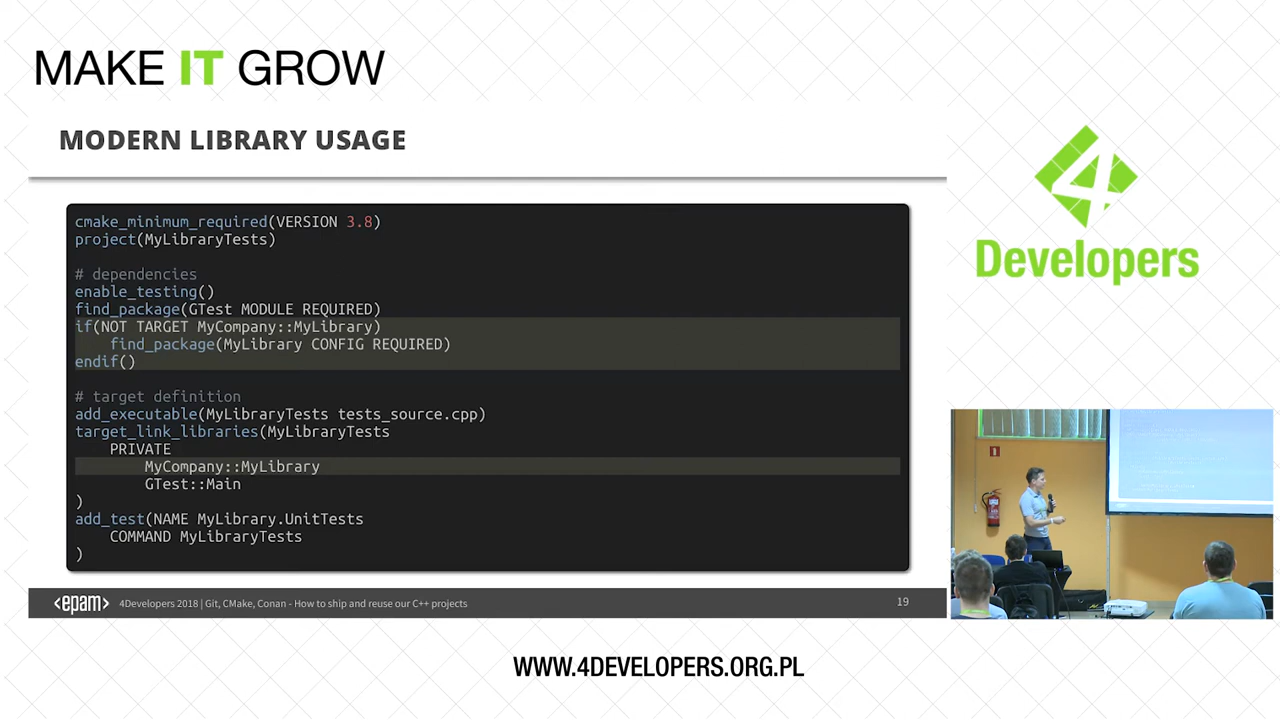 MAKE IT GROW
MODERN LIBRARY USAGE
cmake_minimum_required(VERSION 3.8)
project(MyLibraryTests)
# dependencies
enable_testing()
find_package(GTest MODULE REQUIRED)
if(NOT TARGET MyCompany::MyLibrary)
    find_package(MyLibrary CONFIG REQUIRED)
endif()
# target definition
add_executable(MyLibraryTests tests_source.cpp)
target_link_libraries(MyLibraryTests
    PRIVATE
        MyCompany::MyLibrary
        GTest::Main
)
add_test(NAME MyLibrary.UnitTests
    COMMAND MyLibraryTests
)
<epam> 4Developers 2018 | Git, CMake, Conan - How to ship and reuse our C++ projects 19
4
Developers
WWW.4DEVELOPERS.ORG.PL